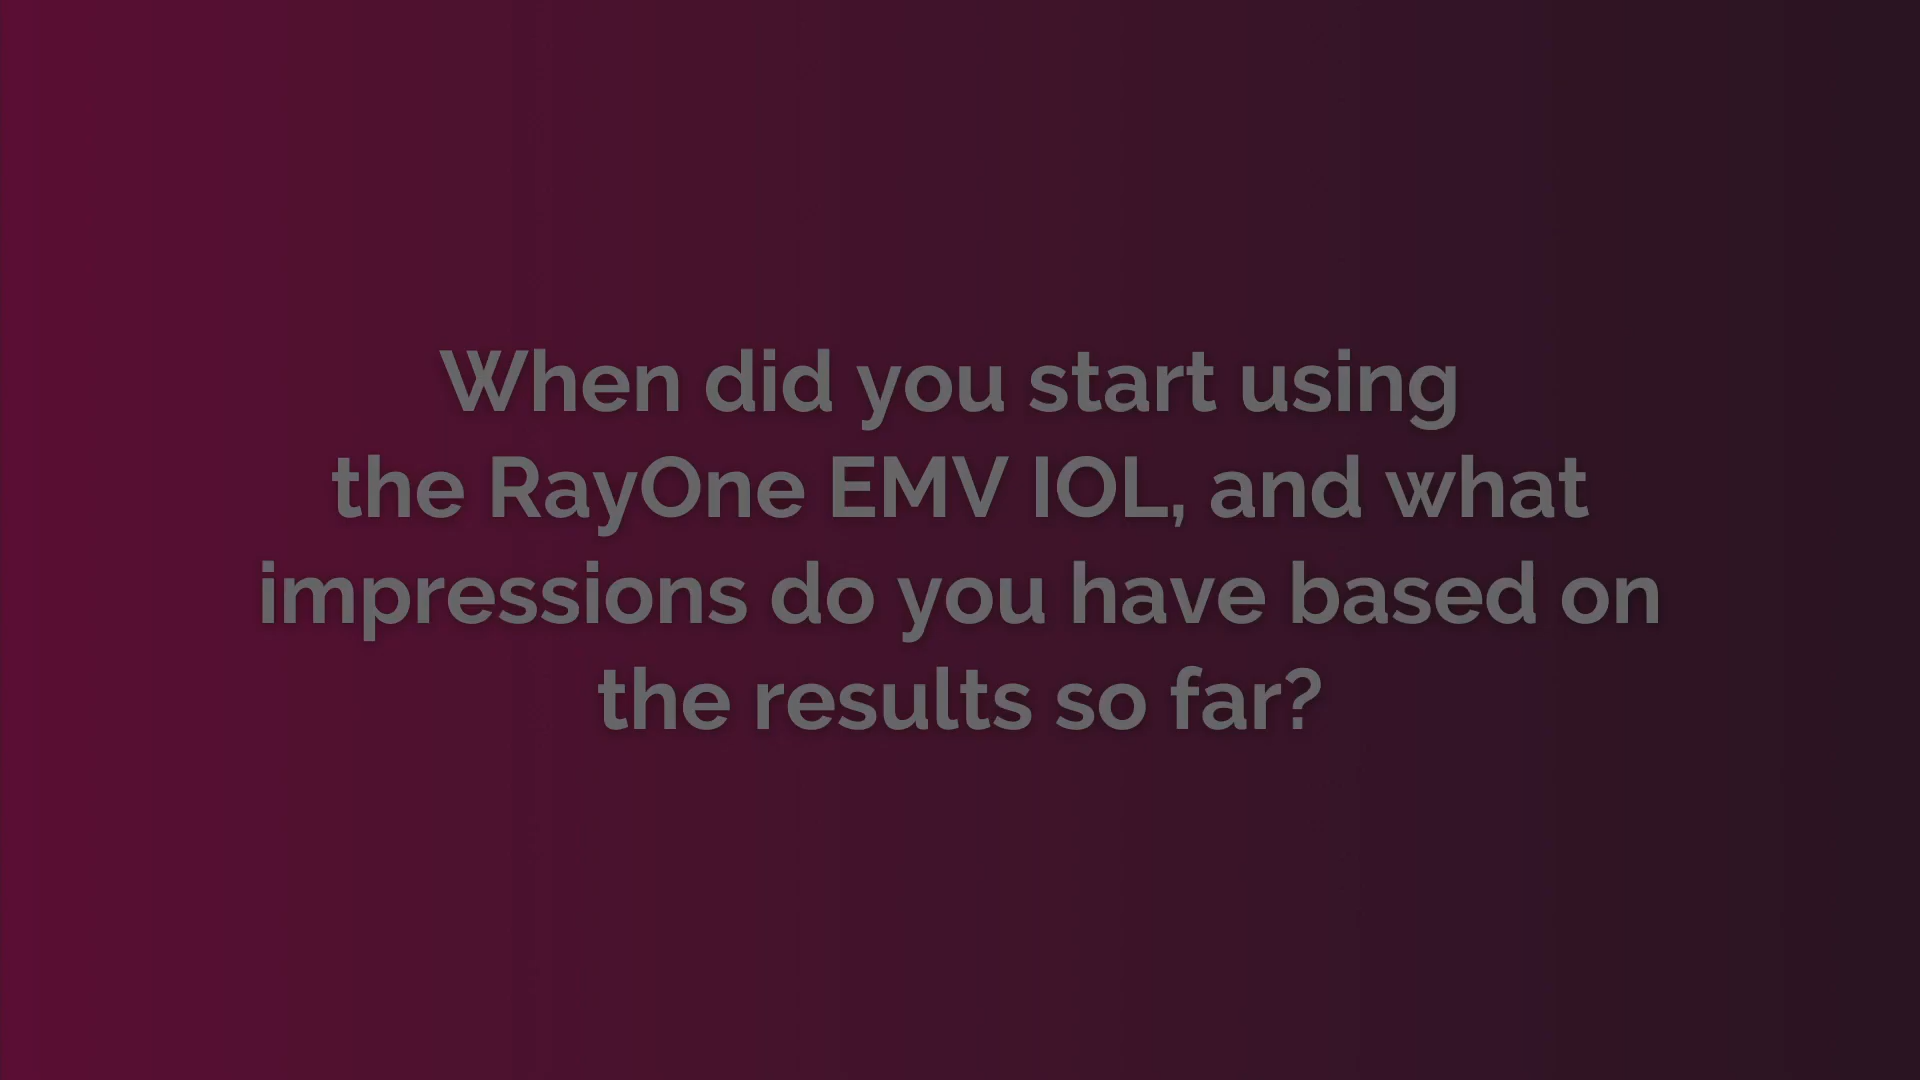 When did you start using
the RayOne EMV IOL, and what
impressions do you have based on
the results so far?